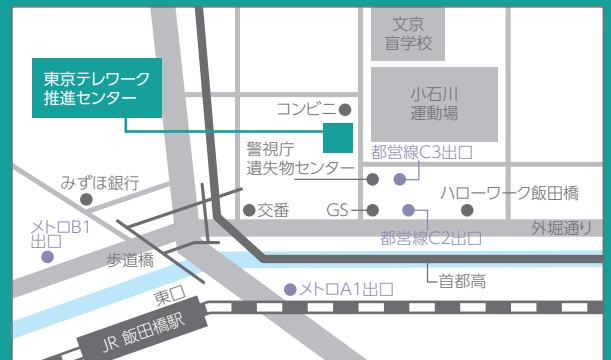 文京
盲学校
東京テレワーク
推進センター
小石川
運動場
コンビニ
警視庁
遺失物センター
都営線C3出口
みずほ銀行
ハローワーク飯田橋
交番
GS
メトロB1
出口
都営線C2出口
外堀通り
歩道橋
首都高
東口
メトロA1出口
JR 飯田橋駅